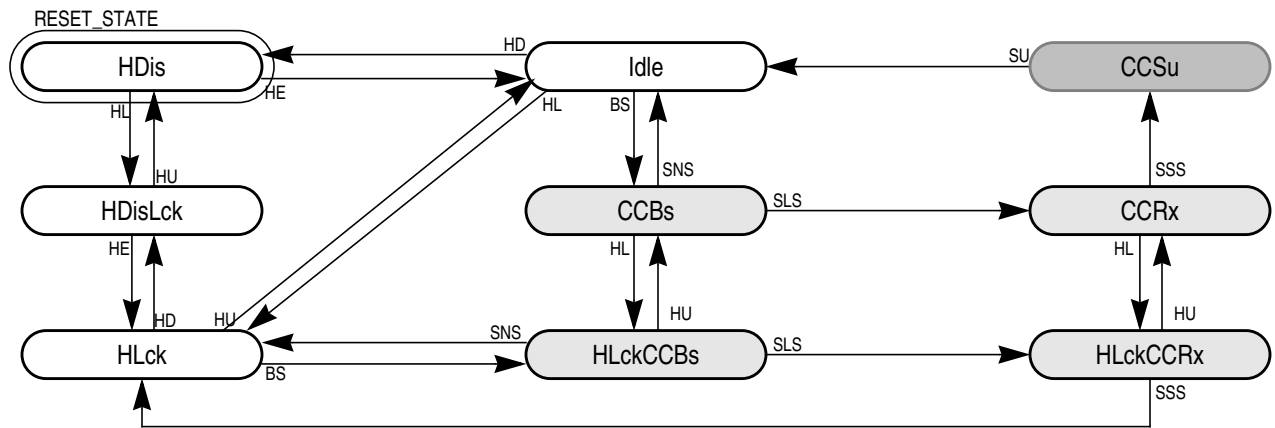 RESET_STATE
HDis
HD
Idle
SU
CCSu
HE
HL
HL
BS
HU
SNS
SSS
HDisLck
CCBs
SLS
CCRx
HE
HL
HL
HD
HU
HU
HU
HLck
SNS
BS
HLckCCBs
SLS
HLckCCRx
SSS